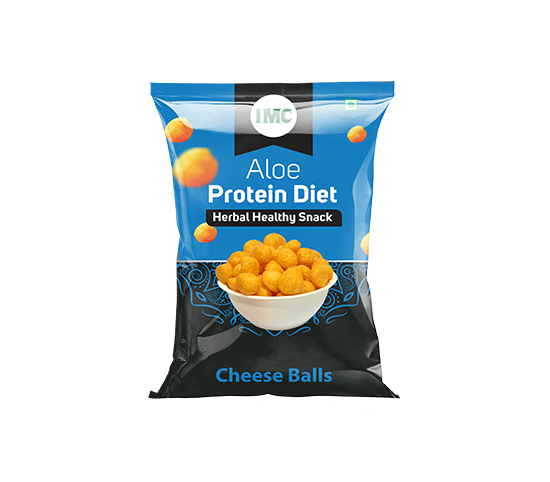 IMC
Aloe
Protein Diet
Herbal Healthy Snack
Cheese Balls